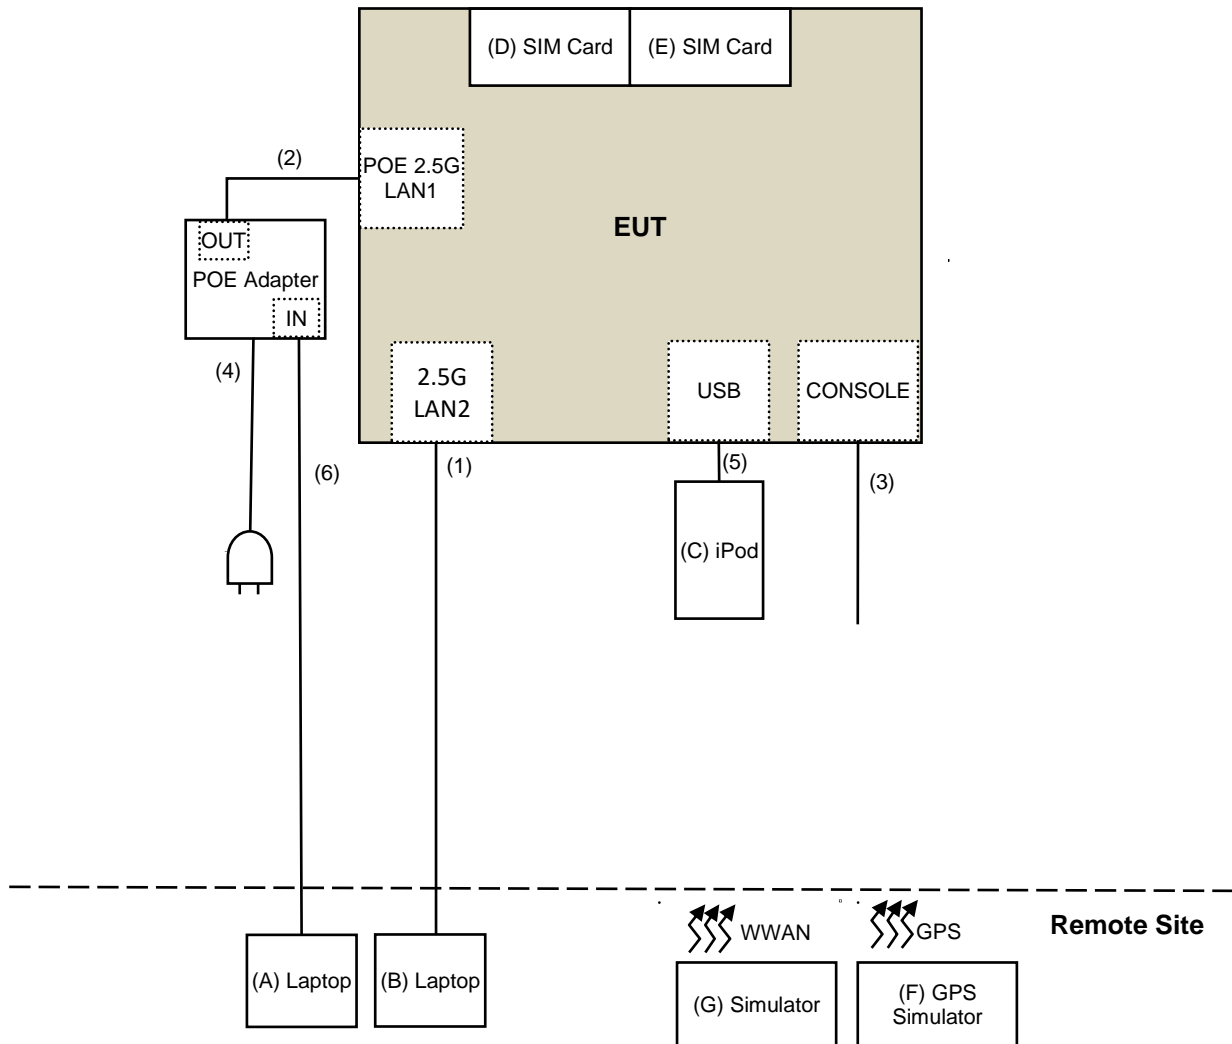 (D) SIM Card
(E) SIM Card
(2)
POE 2.5G
LAN1
EUT
OUT
POE Adapter
IN
(4)
2.5G
LAN2
USB
CONSOLE
(6)
(1)
(5)
(3)
(C) iPod
WWAN
GPS
Remote Site
(A) Laptop
(B) Laptop
(G) Simulator
(F) GPS
Simulator